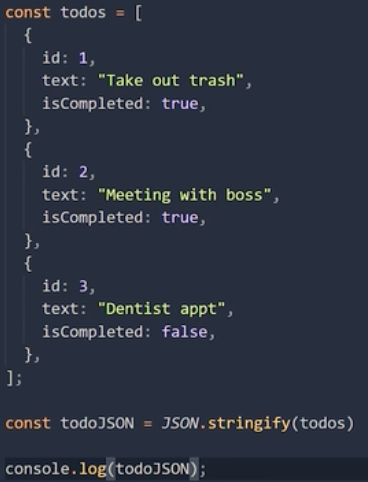 const todos = [
  {
    id: 1,
    text: "Take out trash",
    isCompleted: true,
  },
  {
    id: 2,
    text: "Meeting with boss",
    isCompleted: true,
  },
  {
    id: 3,
    text: "Dentist appt",
    isCompleted: false,
  },
];
const todoJSON = JSON.stringify(todos)
console.log(todoJSON);